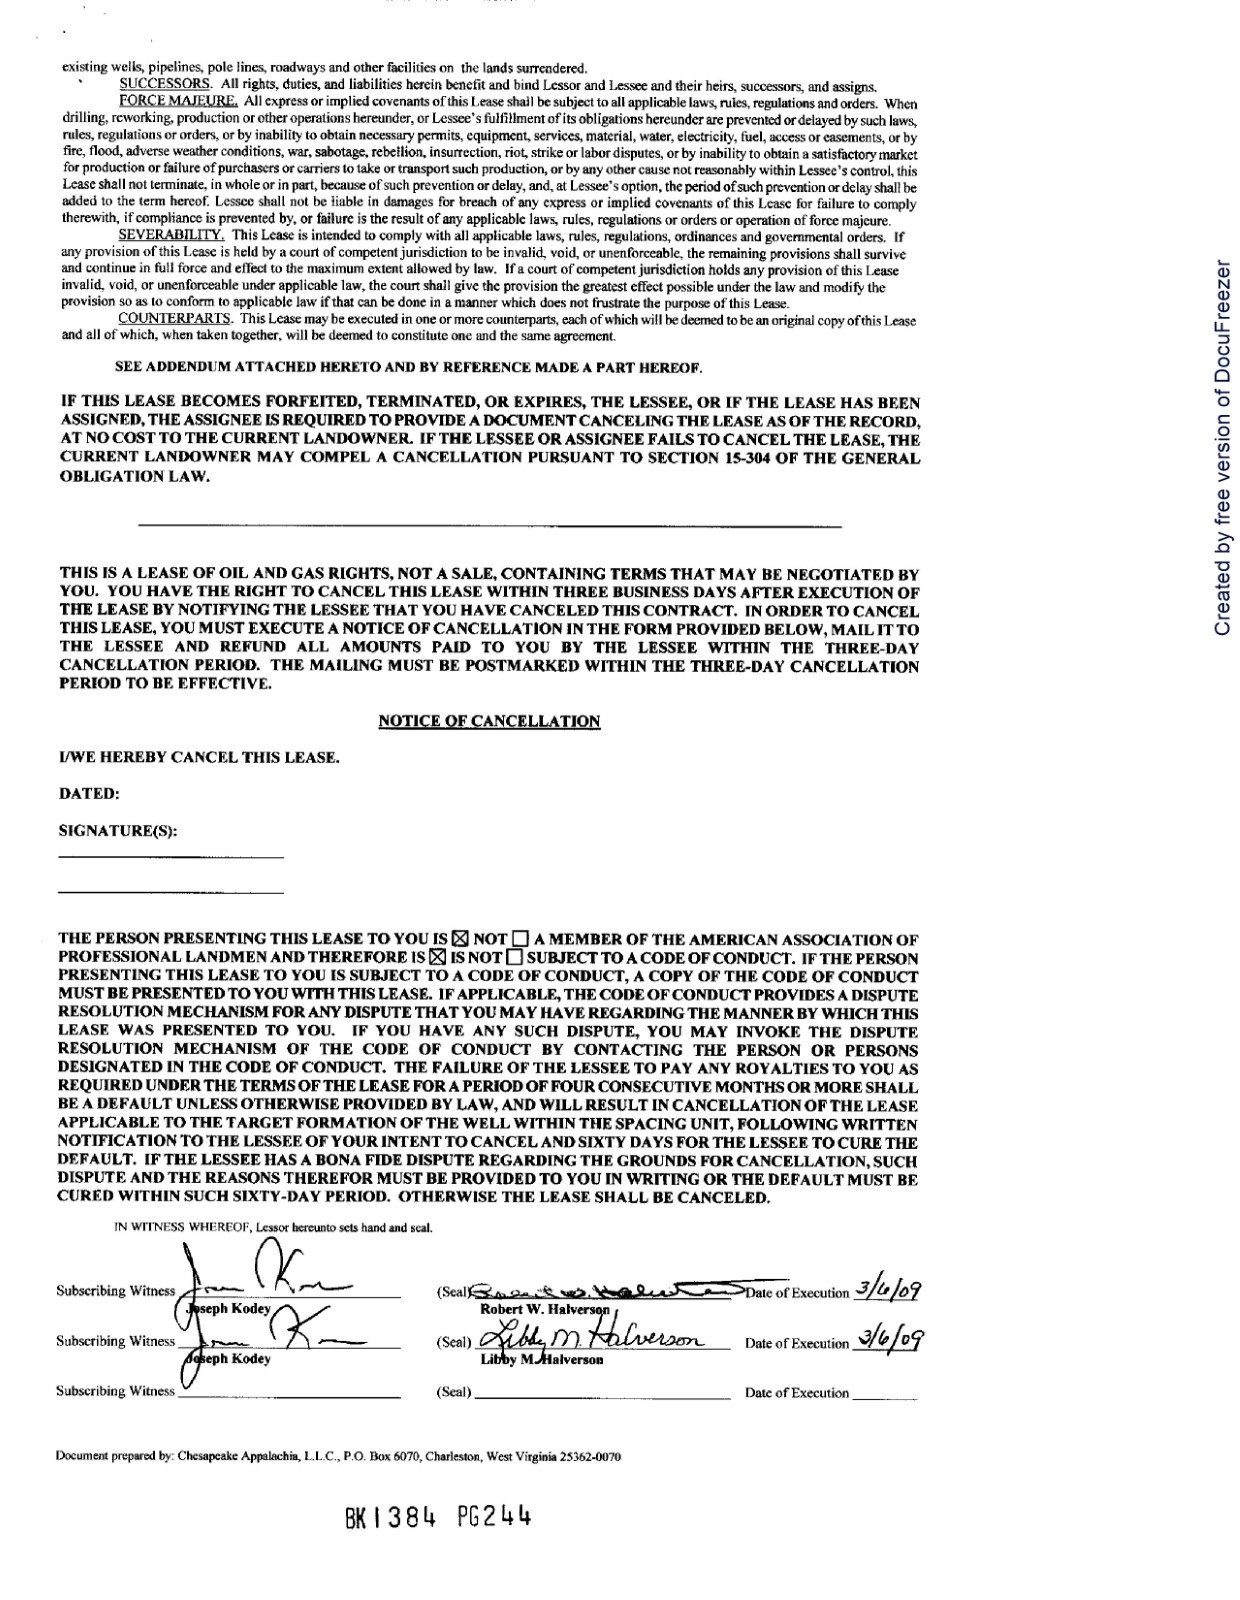 existing wells, pipelines, pole lines, roadways and other facilities on the lands surrendered.
SUCCESSORS. All rights, duties, and liabilities herein benefit and bind Lessor and Lessee and their heirs, successors, and assigns.
FORCE MAJEURE. All express or implied covenants of this Lease shall be subject to all applicable laws, rules, regulations and orders. When
drilling, reworking, production or other operations hereunder, or Lessee's fulfillment of its obligations hereunder are prevented or delayed by such laws,
rules, regulations or orders, or by inability to obtain necessary permits, equipment, services, material, water, electricity, fuel, access or easements, or by
fire, flood, adverse weather conditions, war, sabotage, rebellion, insurrection, riot, strike or labor disputes, or by inability to obtain a satisfactory market
for production or failure of purchasers or carriers to take or transport such production, or by any other cause not reasonably within Lessee's control, this
Lease shall not terminate, in whole or in part, because of such prevention or delay, and, at Lessee's option, the period of such prevention or delay shall be
added to the term hereof. Lessee shall not be liable in damages for breach of any express or implied covenants of this Lease for failure to comply
therewith, if compliance is prevented by, or failure is the result of any applicable laws, rules, regulations or orders or operation of force majeure.
SEVERABILITY. This Lease is intended to comply with all applicable laws, rules, regulations, ordinances and governmental orders. If
any provision of this Lease is held by a court of competent jurisdiction to be invalid, void, or unenforceable, the remaining provisions shall survive
and continue in full force and effect to the maximum extent allowed by law. If a court of competent jurisdiction holds any provision of this Lease
invalid, void, or unenforceable under applicable law, the court shall give the provision the greatest effect possible under the law and modify the
provision so as to conform to applicable law if that can be done in a manner which does not frustrate the purpose of this Lease.
COUNTERPARTS. This Lease may be executed in one or more counterparts, each of which will be deemed to be an original copy of this Lease
and all of which, when taken together, will be deemed to constitute one and the same agreement.
SEE ADDENDUM ATTACHED HERETO AND BY REFERENCE MADE A PART HEREOF.
IF THIS LEASE BECOMES FORFEITED, TERMINATED, OR EXPIRES, THE LESSEE, OR IF THE LEASE HAS BEEN
ASSIGNED, THE ASSIGNEE IS REQUIRED TO PROVIDE A DOCUMENT CANCELING THE LEASE AS OF THE RECORD,
AT NO COST TO THE CURRENT LANDOWNER. IF THE LESSEE OR ASSIGNEE FAILS TO CANCEL THE LEASE, THE
CURRENT LANDOWNER MAY COMPEL A CANCELLATION PURSUANT TO SECTION 15-304 OF THE GENERAL
OBLIGATION LAW.
THIS IS A LEASE OF OIL AND GAS RIGHTS, NOT A SALE, CONTAINING TERMS THAT MAY BE NEGOTIATED BY
YOU. YOU HAVE THE RIGHT TO CANCEL THIS LEASE WITHIN THREE BUSINESS DAYS AFTER EXECUTION OF
THE LEASE BY NOTIFYING THE LESSEE THAT YOU HAVE CANCELED THIS CONTRACT. IN ORDER TO CANCEL
THIS LEASE, YOU MUST EXECUTE A NOTICE OF CANCELLATION IN THE FORM PROVIDED BELOW, MAIL IT TO
THE LESSEE AND REFUND ALL AMOUNTS PAID TO YOU BY THE LESSEE WITHIN THE THREE-DAY
CANCELLATION PERIOD. THE MAILING MUST BE POSTMARKED WITHIN THE THREE-DAY CANCELLATION
PERIOD TO BE EFFECTIVE.
NOTICE OF CANCELLATION
I/WE HEREBY CANCEL THIS LEASE.
DATED:
SIGNATURE(S):
THE PERSON PRESENTING THIS LEASE TO YOU IS ☒ NOT ☐ A MEMBER OF THE AMERICAN ASSOCIATION OF
PROFESSIONAL LANDMEN AND THEREFORE IS ☒ IS NOT ☐ SUBJECT TO A CODE OF CONDUCT. IF THE PERSON
PRESENTING THIS LEASE TO YOU IS SUBJECT TO A CODE OF CONDUCT, A COPY OF THE CODE OF CONDUCT
MUST BE PRESENTED TO YOU WITH THIS LEASE. IF APPLICABLE, THE CODE OF CONDUCT PROVIDES A DISPUTE
RESOLUTION MECHANISM FOR ANY DISPUTE THAT YOU MAY HAVE REGARDING THE MANNER BY WHICH THIS
LEASE WAS PRESENTED TO YOU. IF YOU HAVE ANY SUCH DISPUTE, YOU MAY INVOKE THE DISPUTE
RESOLUTION MECHANISM OF THE CODE OF CONDUCT BY CONTACTING THE PERSON OR PERSONS
DESIGNATED IN THE CODE OF CONDUCT. THE FAILURE OF THE LESSEE TO PAY ANY ROYALTIES TO YOU AS
REQUIRED UNDER THE TERMS OF THE LEASE FOR A PERIOD OF FOUR CONSECUTIVE MONTHS OR MORE SHALL
BE A DEFAULT UNLESS OTHERWISE PROVIDED BY LAW, AND WILL RESULT IN CANCELLATION OF THE LEASE
APPLICABLE TO THE TARGET FORMATION OF THE WELL WITHIN THE SPACING UNIT, FOLLOWING WRITTEN
NOTIFICATION TO THE LESSEE OF YOUR INTENT TO CANCEL AND SIXTY DAYS FOR THE LESSEE TO CURE THE
DEFAULT. IF THE LESSEE HAS A BONA FIDE DISPUTE REGARDING THE GROUNDS FOR CANCELLATION, SUCH
DISPUTE AND THE REASONS THEREFOR MUST BE PROVIDED TO YOU IN WRITING OR THE DEFAULT MUST BE
CURED WITHIN SUCH SIXTY-DAY PERIOD. OTHERWISE THE LEASE SHALL BE CANCELED.
IN WITNESS WHEREOF, Lessor hereunto sets hand and seal.
Subscribing Witness (Seal) Robert W. Halverson Date of Execution 3/6/09
Joseph Kodey Robert W. Halverson
Subscribing Witness (Seal) Libby M. Halverson Date of Execution 3/6/09
Joseph Kodey Libby M. Halverson
Subscribing Witness (Seal) Date of Execution
Document prepared by: Chesapeake Appalachia, L.L.C., P.O. Box 6070, Charleston, West Virginia 25362-0070
BK1384 PG244
Created by free version of DocuFreezer